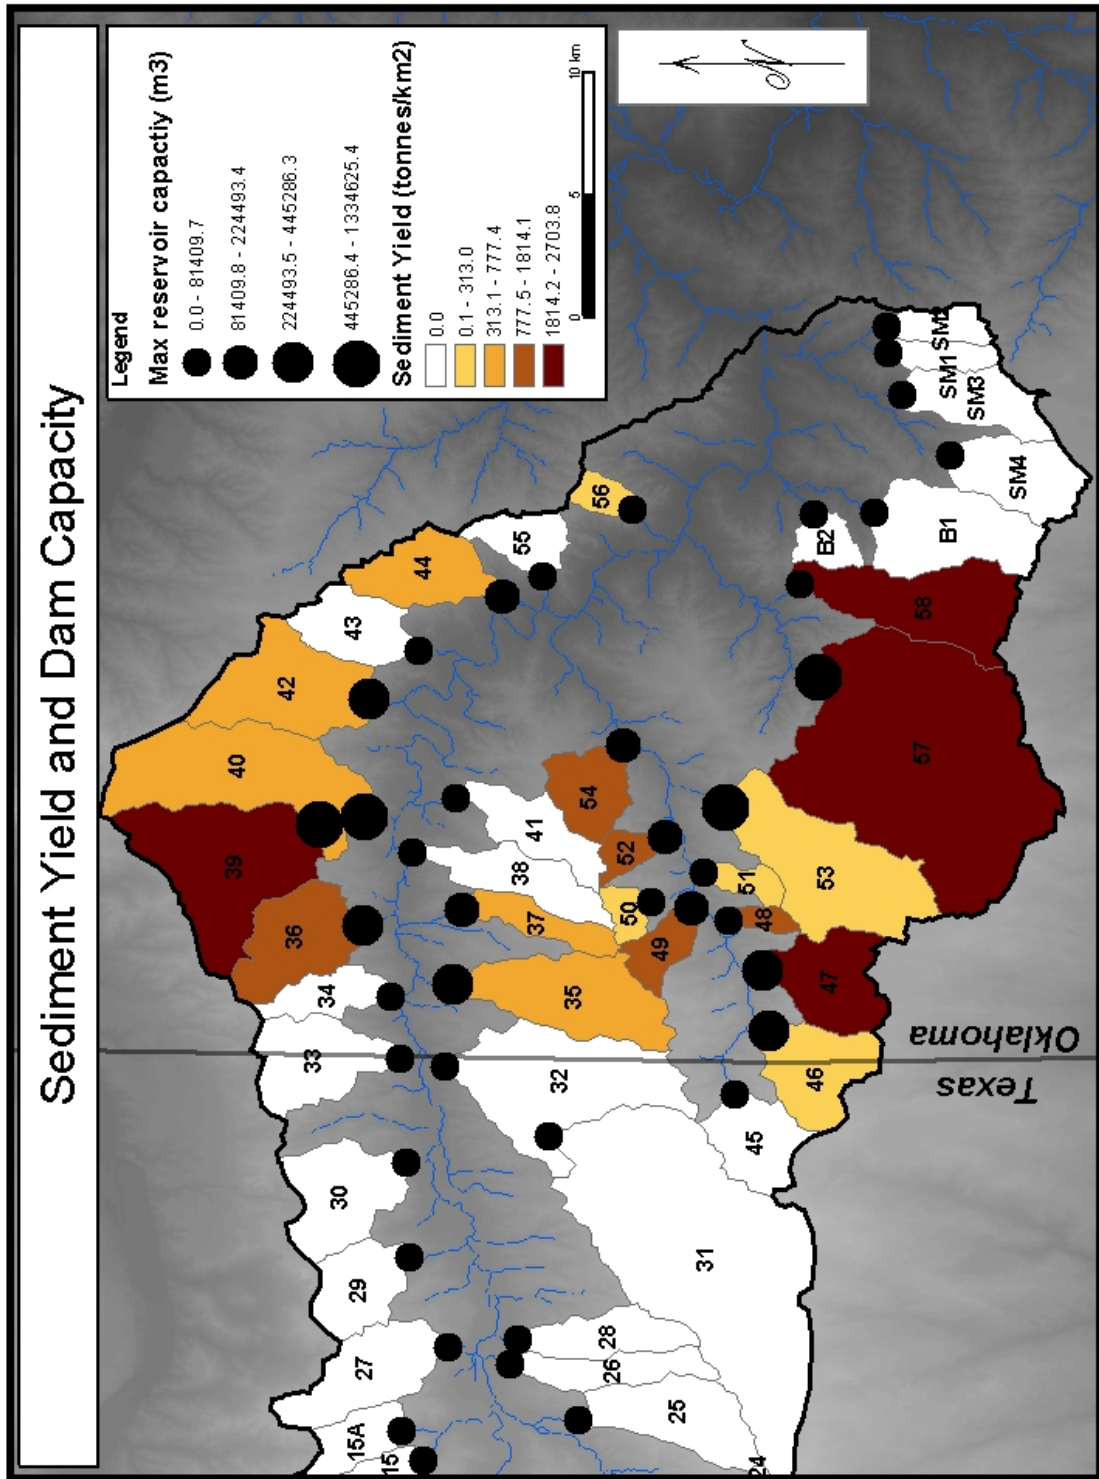 Sediment Yield and Dam Capacity
Legend
Max reservoir capactiy (m3)
0.0 - 81409.7
81409.8 - 224493.4
224493.5 - 445286.3
445286.4 - 1334625.4
Sediment Yield (tonnes/km2)
0.0
0.1 - 313.0
313.1 - 777.4
777.5 - 1814.1
1814.2 - 2703.8
0 5 10 km
N
40
42
39
43
44
36
34
33
30
29
27
15A
15
55
56
41
38
37
54
52
50
51
49
48
35
32
53
47
46
45
31
28
26
25
24
57
58
B2
B1
SM4
SM3
SM1
SM2
Texas
Oklahoma